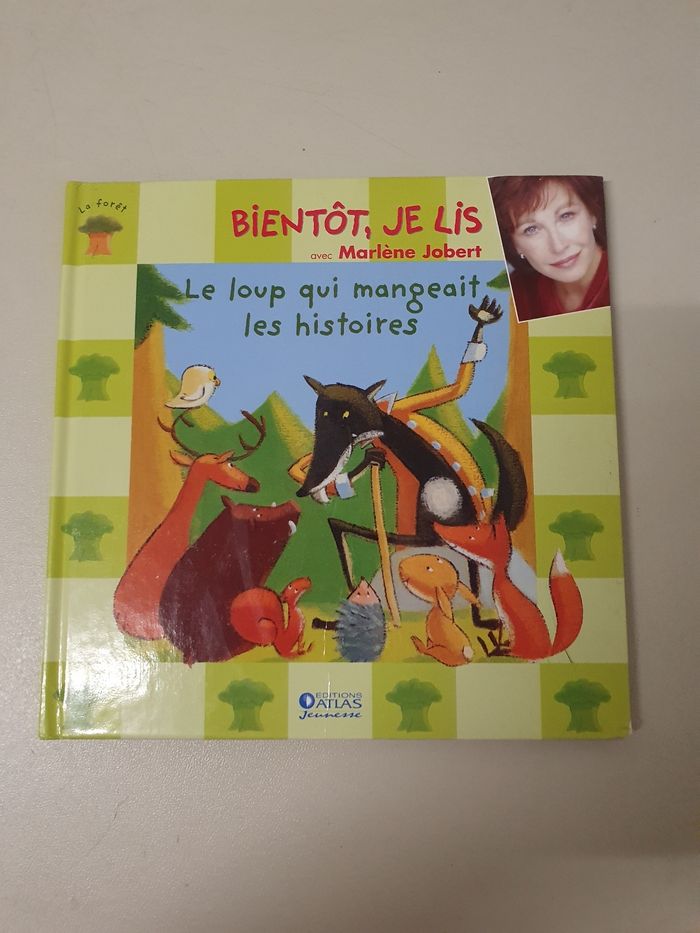 La forêt
BIENTÔT, JE LIS
avec Marlène Jobert
Le loup qui mangeait
les histoires
EDITIONS
ATLAS
Jeunesse